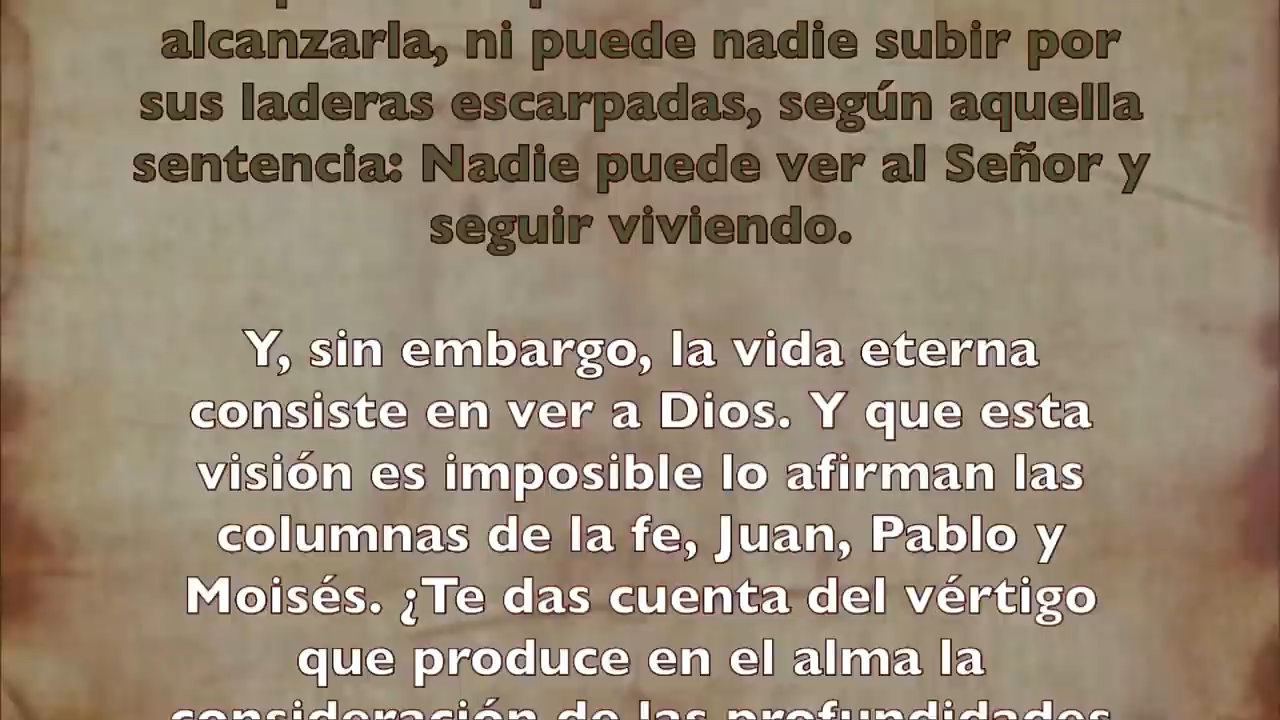 alcanzarla, ni puede nadie subir por
sus laderas escarpadas, según aquella
sentencia: Nadie puede ver al Señor y
seguir viviendo.
Y, sin embargo, la vida eterna
consiste en ver a Dios. Y que esta
visión es imposible lo afirman las
columnas de la fe, Juan, Pablo y
Moisés. ¿Te das cuenta del vértigo
que produce en el alma la
consideración de las profundidades